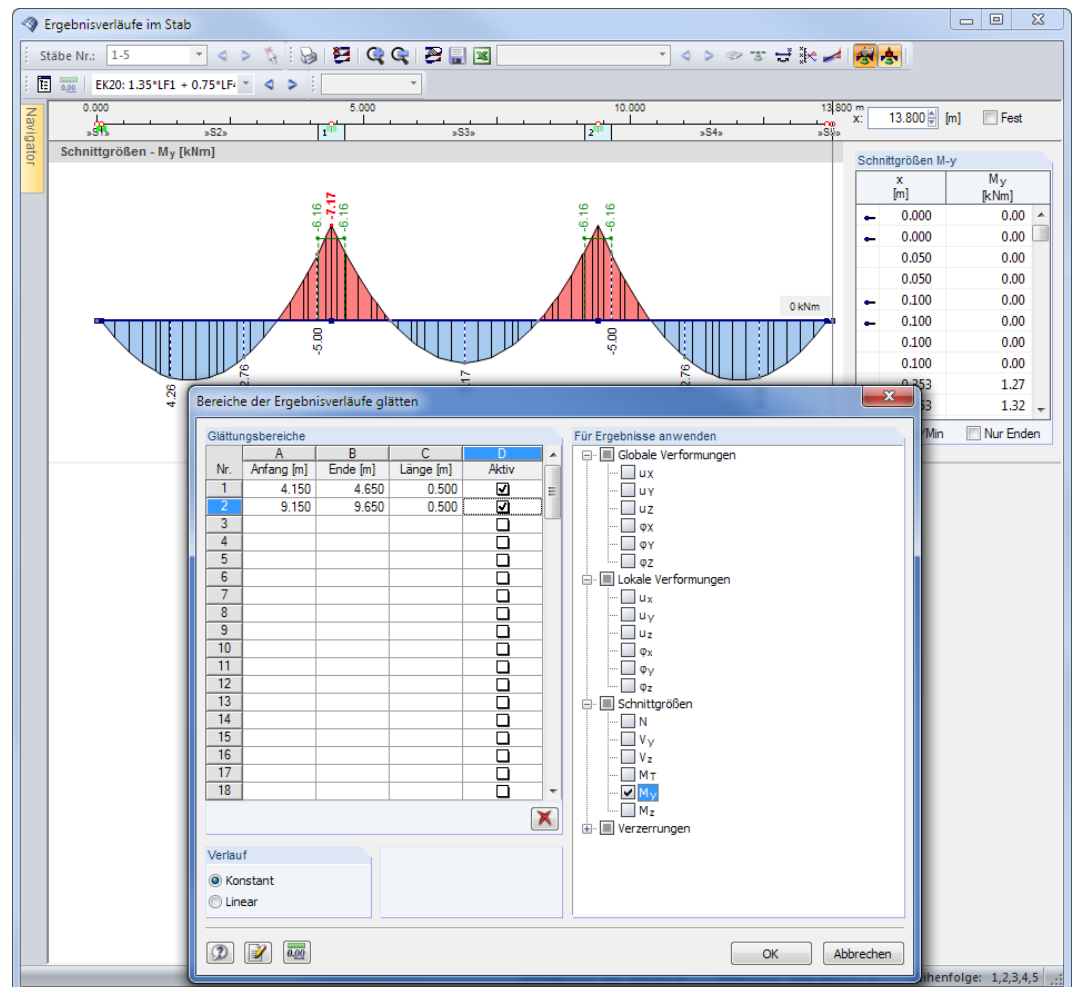 Ergebnisverläufe im Stab
Stäbe Nr.: 1-5
EK20: 1.35*LF1 + 0.75*LF
0.000 5.000 10.000 13.800 m
x: 13.800 [m] Fest
»S1» »S2» 1 »S3» 2 »S4»
Navigator
Schnittgrößen - My [kNm]
Schnittgrößen M-y
x [m] My [kNm]
0.000 0.00
0.000 0.00
0.050 0.00
0.050 0.00
0.100 0.00
0.100 0.00
0.100 0.00
0.100 0.00
1.27
1.32
Nur Enden
-6.16 -7.17 -6.16 -6.16 -6.16
0 kNm
-5.00 -5.00
4.26
Bereiche der Ergebnisverläufe glätten
Glättungsbereiche
A B C D
Nr. Anfang [m] Ende [m] Länge [m] Aktiv
1 4.150 4.650 0.500
2 9.150 9.650 0.500
3
4
5
6
7
8
9
10
11
12
13
14
15
16
17
18
Verlauf
Konstant
Linear
Für Ergebnisse anwenden
Globale Verformungen
uX
uY
uZ
φX
φY
φZ
Lokale Verformungen
ux
uy
uz
φx
φy
φz
Schnittgrößen
N
Vy
Vz
MT
My
Mz
Verzerrungen
0.00
OK Abbrechen
1,2,3,4,5